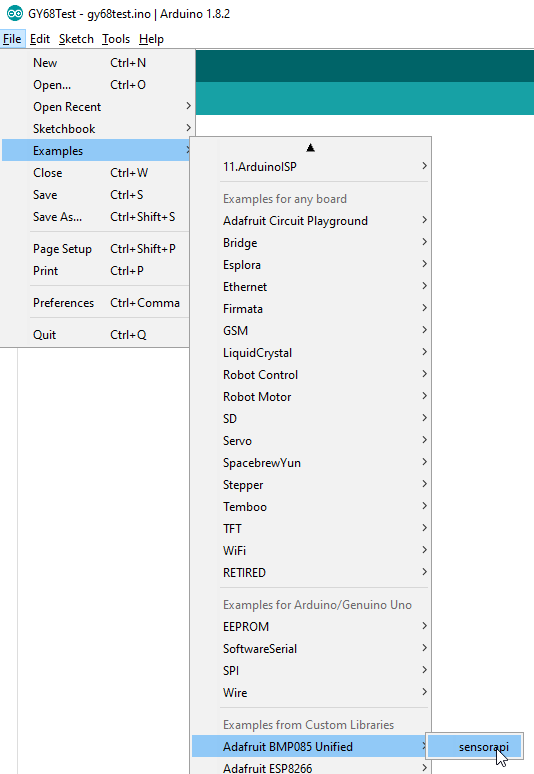 GY68Test - gy68test.ino | Arduino 1.8.2
File Edit Sketch Tools Help
New Ctrl+N
Open... Ctrl+O
Open Recent
Sketchbook
Examples
Close Ctrl+W
Save Ctrl+S
Save As... Ctrl+Shift+S
Page Setup Ctrl+Shift+P
Print Ctrl+P
Preferences Ctrl+Comma
Quit Ctrl+Q
11.ArduinoISP
Examples for any board
Adafruit Circuit Playground
Bridge
Esplora
Ethernet
Firmata
GSM
LiquidCrystal
Robot Control
Robot Motor
SD
Servo
SpacebrewYun
Stepper
Temboo
TFT
WiFi
RETIRED
Examples for Arduino/Genuino Uno
EEPROM
SoftwareSerial
SPI
Wire
Examples from Custom Libraries
Adafruit BMP085 Unified
Adafruit ESP8266
sensorapi